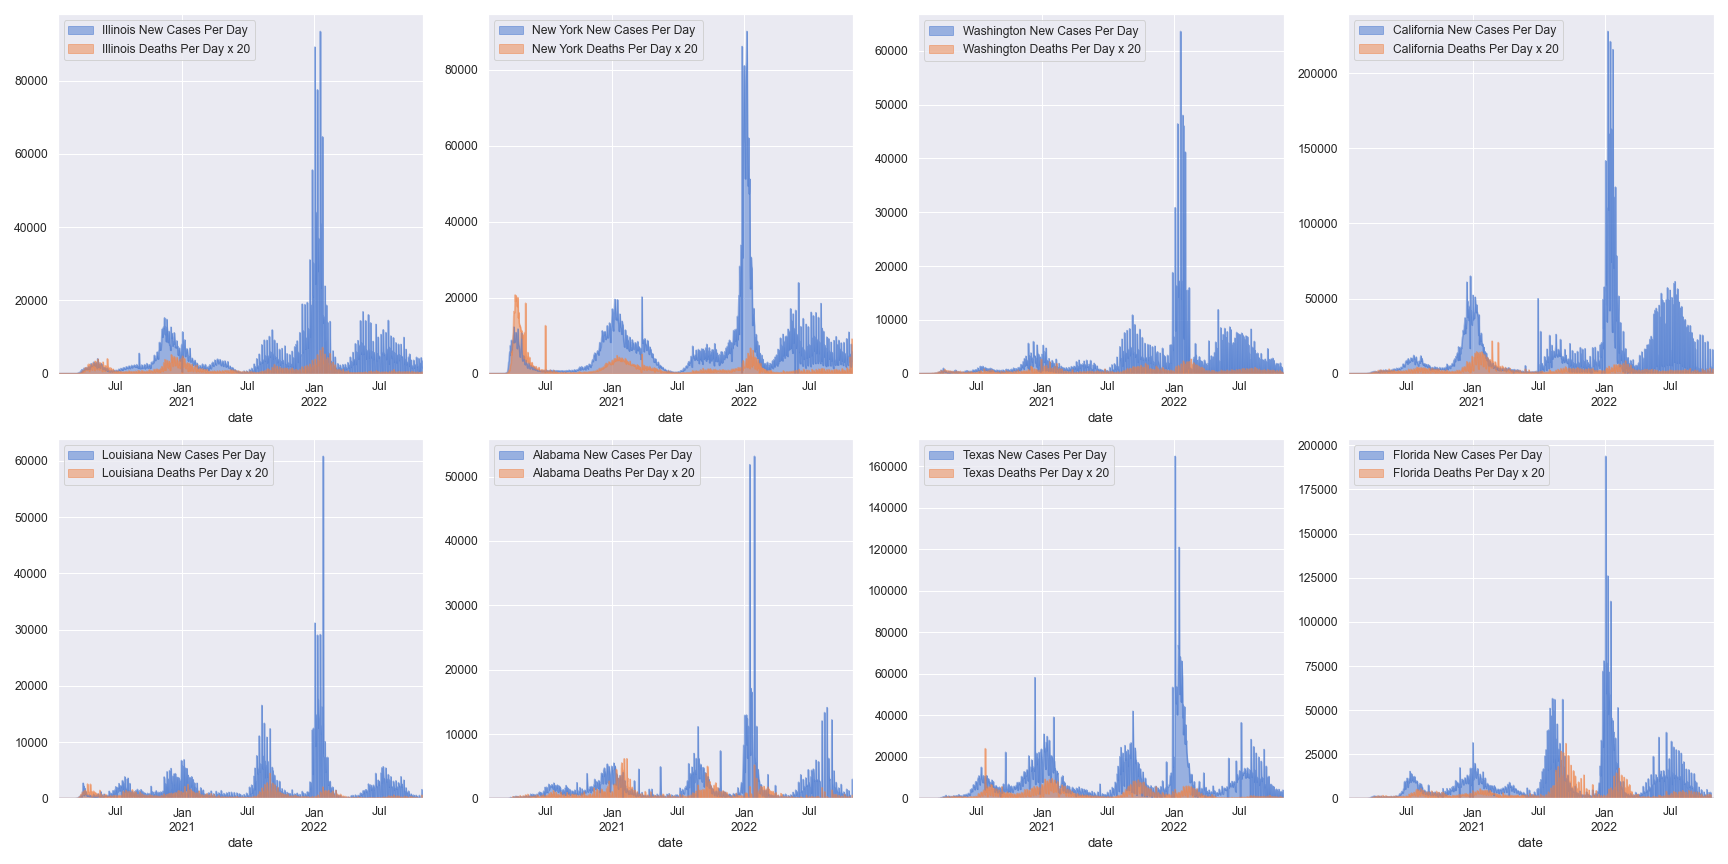 Illinois New Cases Per Day
Illinois Deaths Per Day x 20
80000
60000
40000
20000
0
Jul
Jan
2021
Jul
Jan
2022
Jul
date
New York New Cases Per Day
New York Deaths Per Day x 20
80000
60000
40000
20000
0
Jul
Jan
2021
Jul
Jan
2022
Jul
date
Washington New Cases Per Day
Washington Deaths Per Day x 20
60000
50000
40000
30000
20000
10000
0
Jul
Jan
2021
Jul
Jan
2022
Jul
date
California New Cases Per Day
California Deaths Per Day x 20
200000
150000
100000
50000
0
Jul
Jan
2021
Jul
Jan
2022
Jul
date
Louisiana New Cases Per Day
Louisiana Deaths Per Day x 20
60000
50000
40000
30000
20000
10000
0
Jul
Jan
2021
Jul
Jan
2022
Jul
date
Alabama New Cases Per Day
Alabama Deaths Per Day x 20
50000
40000
30000
20000
10000
0
Jul
Jan
2021
Jul
Jan
2022
Jul
date
Texas New Cases Per Day
Texas Deaths Per Day x 20
160000
140000
120000
100000
80000
60000
40000
20000
0
Jul
Jan
2021
Jul
Jan
2022
Jul
date
Florida New Cases Per Day
Florida Deaths Per Day x 20
200000
175000
150000
125000
100000
75000
50000
25000
0
Jul
Jan
2021
Jul
Jan
2022
Jul
date